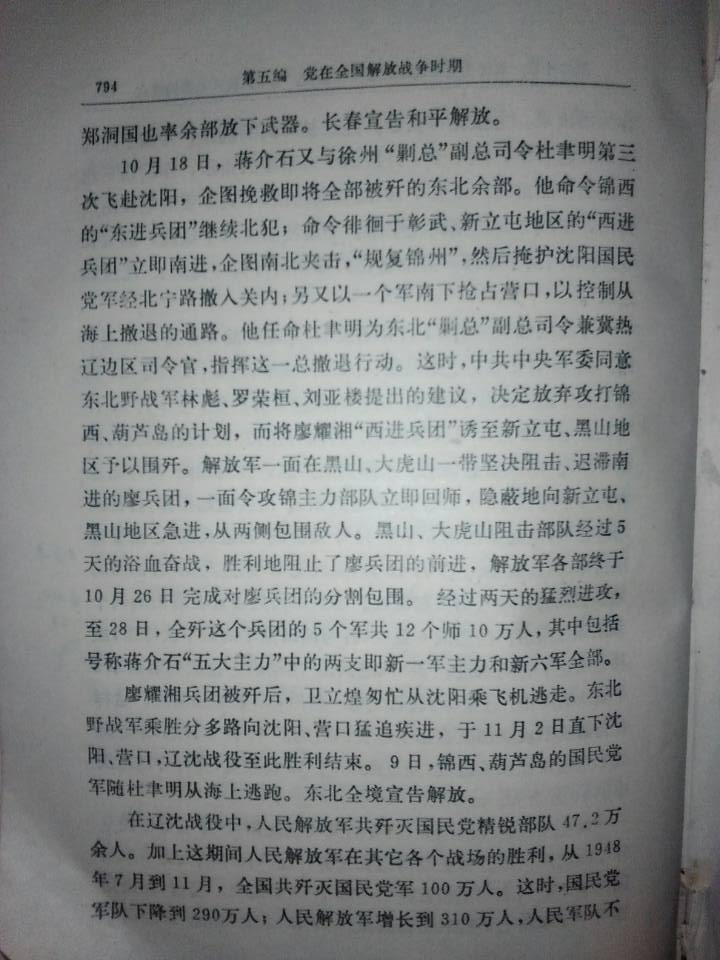 794
第五编 党在全国解放战争时期
郑洞国也率余部放下武器。长春宣告和平解放。
10月18日，蒋介石又与徐州“剿总”副总司令杜聿明第三
次飞赴沈阳，企图挽救即将全部被歼的东北余部。他命令锦西
的“东进兵团”继续北犯；命令徘徊于彰武、新立屯地区的“西进
兵团”立即南进，企图南北夹击，“规复锦州”，然后掩护沈阳国民
党军经北宁路撤入关内；另又以一个军南下抢占营口，以控制从
海上撤退的通路。他任命杜聿明为东北“剿总”副总司令兼冀热
辽边区司令官，指挥这一总撤退行动。这时，中共中央军委同意
东北野战军林彪、罗荣桓、刘亚楼提出的建议，决定放弃攻打锦
西、葫芦岛的计划，而将廖耀湘“西进兵团”诱至新立屯、黑山地
区予以围歼。解放军一面在黑山、大虎山一带坚决阻击、迟滞南
进的廖兵团，一面令攻锦主力部队立即回师，隐蔽地向新立屯、
黑山地区急进，从两侧包围敌人。黑山、大虎山阻击部队经过5
天的浴血奋战，胜利地阻止了廖兵团的前进，解放军各部终于
10月26日完成对廖兵团的分割包围。经过两天的猛烈进攻，
至28日，全歼这个兵团的5个军共12个师10万人，其中包括
号称蒋介石“五大主力”中的两支即新一军主力和新六军全部。
廖耀湘兵团被歼后，卫立煌匆忙从沈阳乘飞机逃走。东北
野战军乘胜分多路向沈阳、营口猛追疾进，于11月2日直下沈
阳、营口，辽沈战役至此胜利结束。9日，锦西、葫芦岛的国民党
军随杜聿明从海上逃跑。东北全境宣告解放。
在辽沈战役中，人民解放军共歼灭国民党精锐部队47.2万
余人。加上这期间人民解放军在其它各个战场的胜利，从1948
年7月到11月，全国共歼灭国民党军100万人。这时，国民党
军队下降到290万人；人民解放军增长到310万人，人民军队不